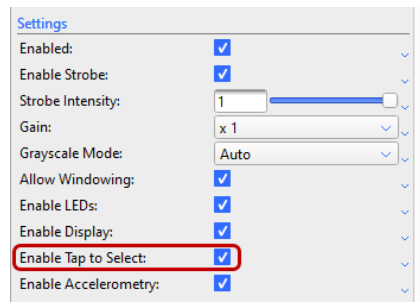 Settings
Enabled:
Enable Strobe:
Strobe Intensity: 1
Gain: x 1
Grayscale Mode: Auto
Allow Windowing:
Enable LEDs:
Enable Display:
Enable Tap to Select:
Enable Accelerometry: